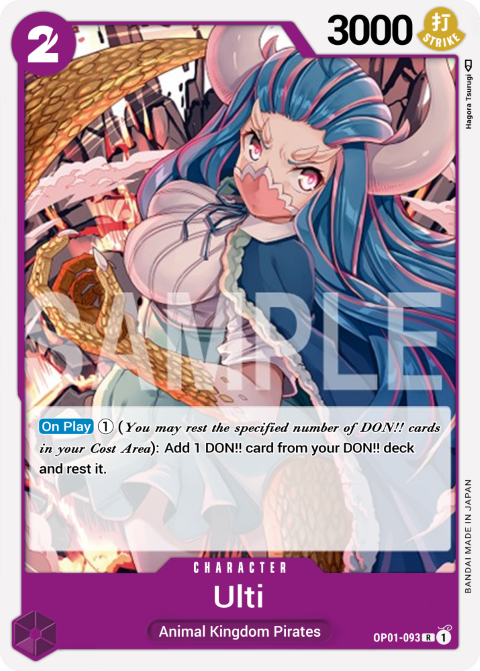 2
3000
打
STRIKE
Hagora Tsurugi
SAMPLE
On Play ① (You may rest the specified number of DON!! cards
in your Cost Area): Add 1 DON!! card from your DON!! deck
and rest it.
BANDAI MADE IN JAPAN
CHARACTER
Ulti
Animal Kingdom Pirates
OP01-093 R 1